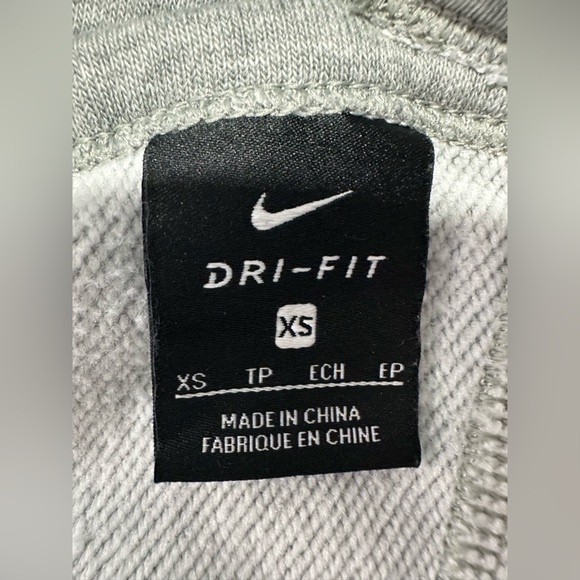 DRI-FIT
XS
XS TP ECH EP
MADE IN CHINA
FABRIQUE EN CHINE